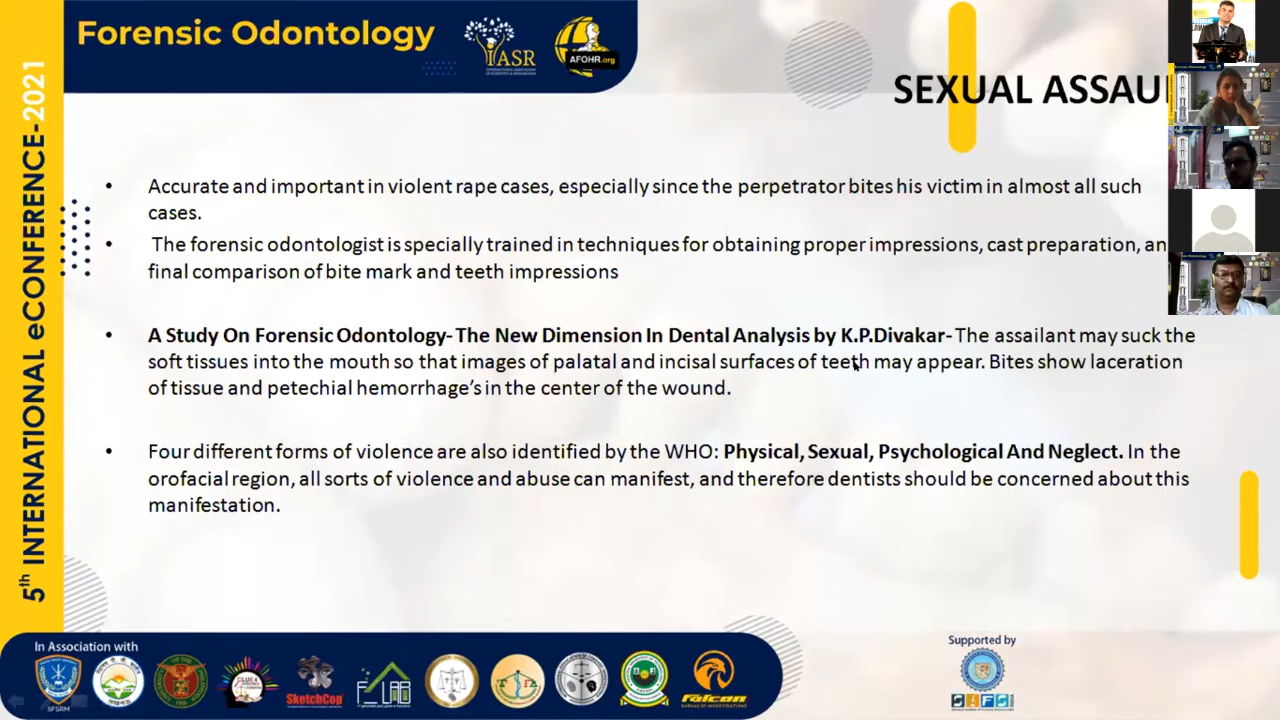 Forensic Odontology
IASR
AFOHR.org
5th INTERNATIONAL eCONFERENCE-2021
SEXUAL ASSAU
• Accurate and important in violent rape cases, especially since the perpetrator bites his victim in almost all such
cases.
• The forensic odontologist is specially trained in techniques for obtaining proper impressions, cast preparation, an
final comparison of bite mark and teeth impressions
• A Study On Forensic Odontology- The New Dimension In Dental Analysis by K.P.Divakar- The assailant may suck the
soft tissues into the mouth so that images of palatal and incisal surfaces of teeth may appear. Bites show laceration
of tissue and petechial hemorrhage's in the center of the wound.
• Four different forms of violence are also identified by the WHO: Physical, Sexual, Psychological And Neglect. In the
orofacial region, all sorts of violence and abuse can manifest, and therefore dentists should be concerned about this
manifestation.
In Association with
SFSRM
SketchCop
F LAB
Falcon
BUREAU OF INVESTIGATIONS
Supported by
SIFS